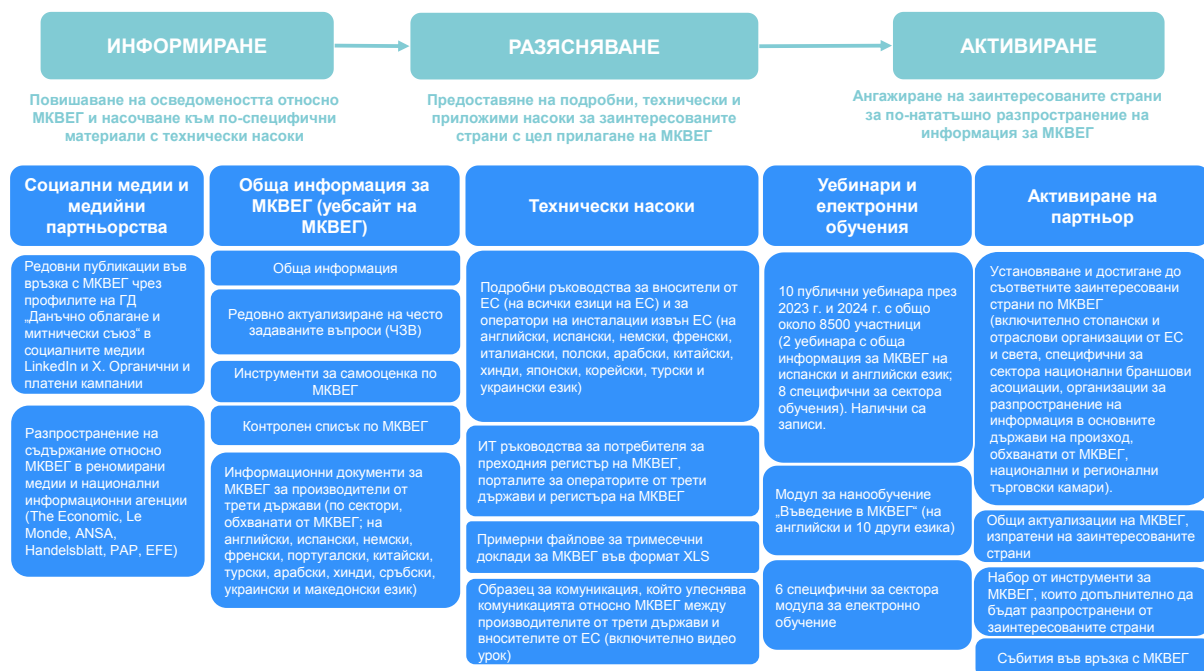 ИНФОРМИРАНЕ
РАЗЯСНЯВАНЕ
АКТИВИРАНЕ
Повишаване на осведомеността относно
МКВЕГ и насочване към по-специфични
материали с технически насоки
Предоставяне на подробни, технически и
приложими насоки за заинтересованите
страни с цел прилагане на МКВЕГ
Ангажиране на заинтересованите страни
за по-нататъшно разпространение на
информация за МКВЕГ
Социални медии и
медийни
партньорства
Редовни публикации във
връзка с МКВЕГ чрез
профилите на ГД
„Данъчно облагане и
митнически съюз“ в
социалните медии
LinkedIn и X. Органични и
платени кампании
Разпространение на
съдържание относно
МКВЕГ в реномирани
медии и национални
информационни агенции
(The Economic, Le
Monde, ANSA,
Handelsblatt, PAP, EFE)
Обща информация за
МКВЕГ (уебсайт на
МКВЕГ)
Обща информация
Редовно актуализиране на често
задаваните въпроси (ЧЗВ)
Инструменти за самооценка по
МКВЕГ
Контролен списък по МКВЕГ
Информационни документи за
МКВЕГ за производители от
трети държави (по сектори,
обхванати от МКВЕГ; на
английски, испански, немски,
френски, португалски, китайски,
турски, арабски, хинди, сръбски,
украински и македонски език)
Технически насоки
Подробни ръководства за вносители от
ЕС (на всички езици на ЕС) и за
оператори на инсталации извън ЕС (на
английски, испански, немски, френски,
италиански, полски, арабски, китайски,
хинди, японски, корейски, турски и
украински език)
ИТ ръководства за потребителя за
преходния регистър на МКВЕГ,
порталите за операторите от трети
държави и регистъра на МКВЕГ
Примерни файлове за тримесечни
доклади за МКВЕГ във формат XLS
Образец за комуникация, който улеснява
комуникацията относно МКВЕГ между
производителите от трети държави и
вносителите от ЕС (включително видео
урок)
Уебинари и
електронни
обучения
10 публични уебинара през
2023 г. и 2024 г. с общо
около 8500 участници
(2 уебинара с обща
информация за МКВЕГ на
испански и английски език;
8 специфични за сектора
обучения). Налични са
записи.
Модул за нанообучение
„Въведение в МКВЕГ“ (на
английски и 10 други езика)
6 специфични за сектора
модула за електронно
обучение
Активиране на
партньор
Установяване и достигане до
съответните заинтересовани
страни по МКВЕГ
(включително стопански и
отраслови организации от ЕС
и света, специфични за
сектора национални браншови
асоциации, организации за
разпространение на
информация в основните
държави на произход,
обхванати от МКВЕГ,
национални и регионални
търговски камари).
Общи актуализации на МКВЕГ,
изпратени на заинтересованите
страни
Набор от инструменти за
МКВЕГ, които допълнително да
бъдат разпространени от
заинтересованите страни
Събития във връзка с МКВЕГ